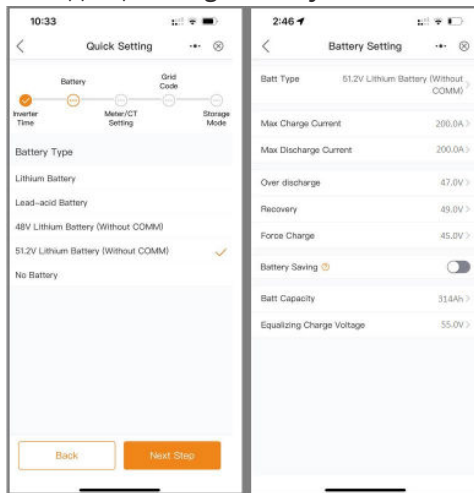 10:33
Quick Setting
Battery
Grid
Code
Inverter
Time
Meter/CT
Setting
Storage
Mode
Battery Type
Lithium Battery
Lead-acid Battery
48V Lithium Battery (Without COMM)
51.2V Lithium Battery (Without COMM)
No Battery
Back
Next Step
2:46
Battery Setting
Batt Type
51.2V Lithium Battery (Without
COMM)
Max Charge Current 200.0A
Max Discharge Current 200.0A
Over discharge 47.0V
Recovery 49.0V
Force Charge 45.0V
Battery Saving
Batt Capacity 314Ah
Equalizing Charge Voltage 55.0V